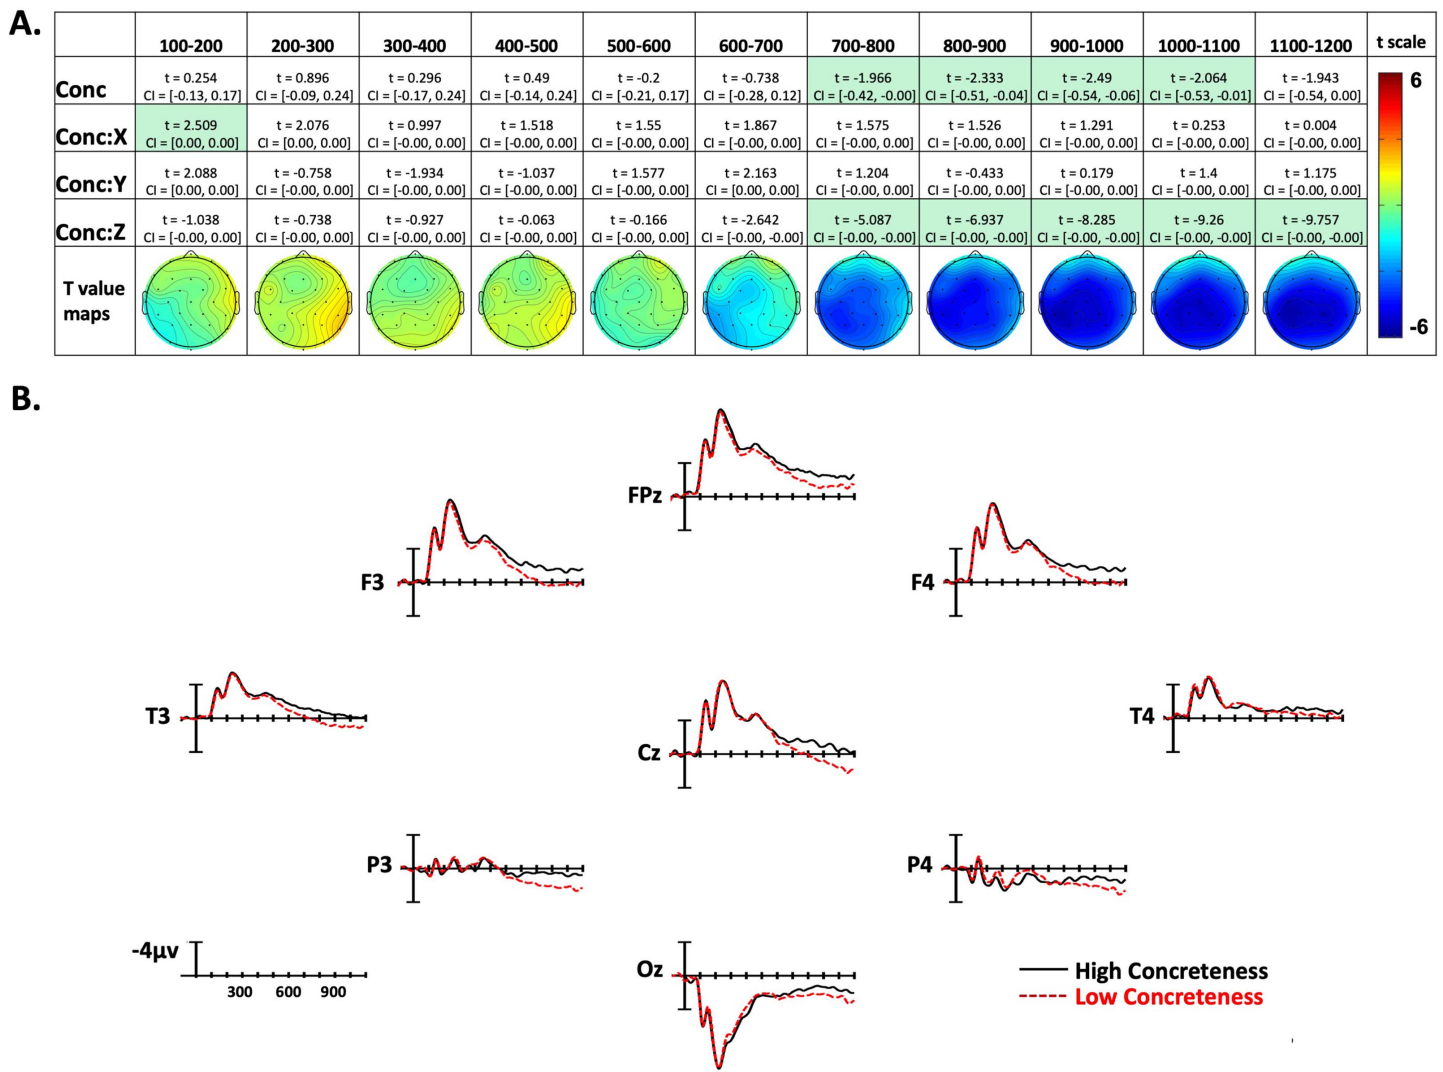 A.
100-200 200-300 300-400 400-500 500-600 600-700 700-800 800-900 900-1000 1000-1100 1100-1200 t scale
Conc
t = 0.254 t = 0.896 t = 0.296 t = 0.49 t = -0.2 t = -0.738 t = -1.966 t = -2.333 t = -2.49 t = -2.064 t = -1.943
CI = [-0.13, 0.17] CI = [-0.09, 0.24] CI = [-0.17, 0.24] CI = [-0.14, 0.24] CI = [-0.21, 0.17] CI = [-0.28, 0.12] CI = [-0.42, -0.00] CI = [-0.51, -0.04] CI = [-0.54, -0.06] CI = [-0.53, -0.01] CI = [-0.54, 0.00]
Conc:X
t = 2.509 t = 2.076 t = 0.997 t = 1.518 t = 1.55 t = 1.867 t = 1.575 t = 1.526 t = 1.291 t = 0.253 t = 0.004
CI = [0.00, 0.00] CI = [0.00, 0.00] CI = [-0.00, 0.00] CI = [-0.00, 0.00] CI = [-0.00, 0.00] CI = [-0.00, 0.00] CI = [-0.00, 0.00] CI = [-0.00, 0.00] CI = [-0.00, 0.00] CI = [-0.00, 0.00] CI = [-0.00, 0.00]
Conc:Y
t = 2.088 t = -0.758 t = -1.934 t = -1.037 t = 1.577 t = 2.163 t = 1.204 t = -0.433 t = 0.179 t = 1.4 t = 1.175
CI = [0.00, 0.00] CI = [-0.00, 0.00] CI = [-0.00, 0.00] CI = [-0.00, 0.00] CI = [-0.00, 0.00] CI = [0.00, 0.00] CI = [-0.00, 0.00] CI = [-0.00, 0.00] CI = [-0.00, 0.00] CI = [-0.00, 0.00] CI = [-0.00, 0.00]
Conc:Z
t = -1.038 t = -0.738 t = -0.927 t = -0.063 t = -0.166 t = -2.642 t = -5.087 t = -6.937 t = -8.285 t = -9.26 t = -9.757
CI = [-0.00, 0.00] CI = [-0.00, 0.00] CI = [-0.00, 0.00] CI = [-0.00, 0.00] CI = [-0.00, 0.00] CI = [-0.00, -0.00] CI = [-0.00, -0.00] CI = [-0.00, -0.00] CI = [-0.00, -0.00] CI = [-0.00, -0.00] CI = [-0.00, -0.00]
T value
maps
6
-6
B.
FPz
F3 F4
T3 Cz T4
P3 P4
-4μv
300 600 900
Oz
High Concreteness
Low Concreteness